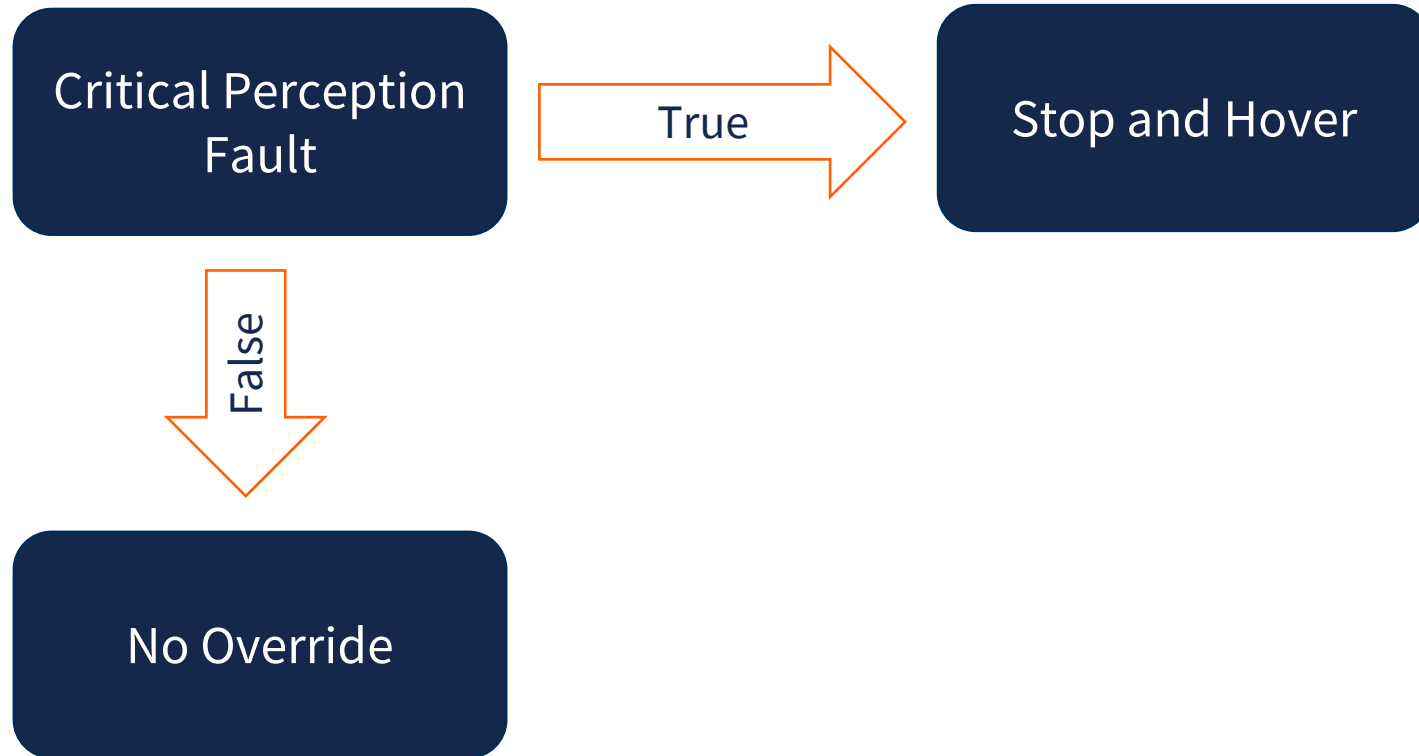 Critical Perception
Fault
True
Stop and Hover
False
No Override